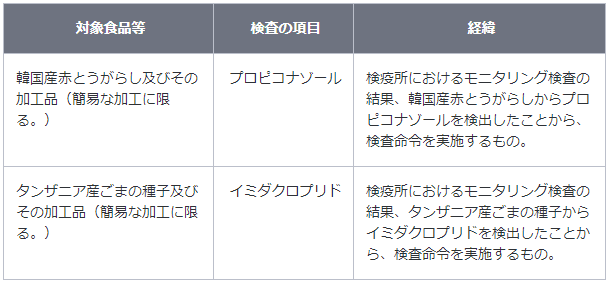 対象食品等
検査の項目
経緯
韓国産赤とうがらし及びその
加工品（簡易な加工に限
る。）
プロピコナゾール
検疫所におけるモニタリング検査の
結果、韓国産赤とうがらしからプロ
ピコナゾールを検出したことから、
検査命令を実施するもの。
タンザニア産ごまの種子及び
その加工品（簡易な加工に限
る。）
イミダクロプリド
検疫所におけるモニタリング検査の
結果、タンザニア産ごまの種子から
イミダクロプリドを検出したことか
ら、検査命令を実施するもの。